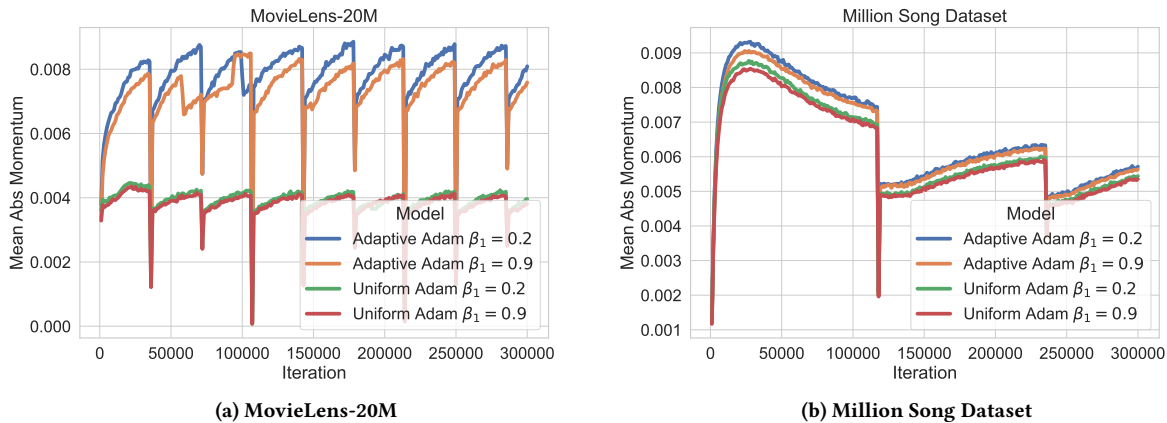 MovieLens-20M
Mean Abs Momentum
0.008
0.006
0.004
0.002
0.000
Model
Adaptive Adam β₁ = 0.2
Adaptive Adam β₁ = 0.9
Uniform Adam β₁ = 0.2
Uniform Adam β₁ = 0.9
0 50000 100000 150000 200000 250000 300000
Iteration
(a) MovieLens-20M
Million Song Dataset
Mean Abs Momentum
0.009
0.008
0.007
0.006
0.005
0.004
0.003
0.002
0.001
Model
Adaptive Adam β₁ = 0.2
Adaptive Adam β₁ = 0.9
Uniform Adam β₁ = 0.2
Uniform Adam β₁ = 0.9
0 50000 100000 150000 200000 250000 300000
Iteration
(b) Million Song Dataset